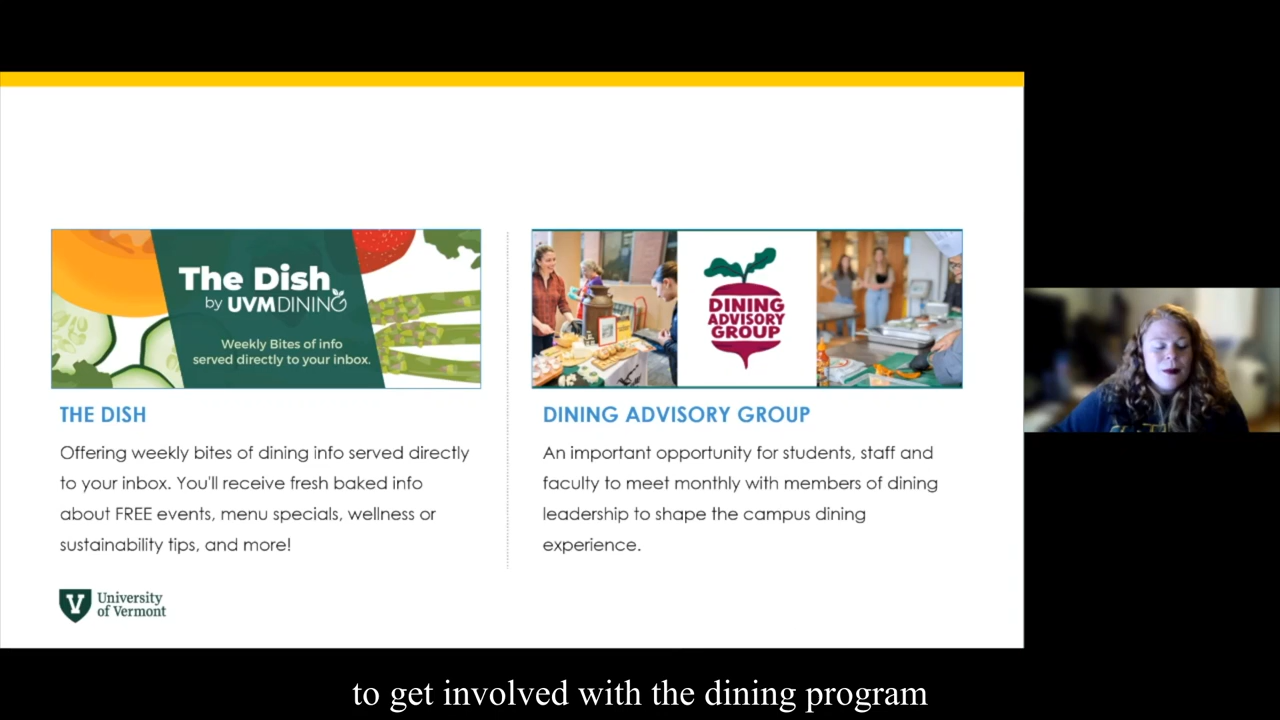 The Dish
by UVMDINING
Weekly Bites of info
served directly to your inbox.
DINING
ADVISORY
GROUP
THE DISH
Offering weekly bites of dining info served directly
to your inbox. You'll receive fresh baked info
about FREE events, menu specials, wellness or
sustainability tips, and more!
DINING ADVISORY GROUP
An important opportunity for students, staff and
faculty to meet monthly with members of dining
leadership to shape the campus dining
experience.
University
of Vermont
to get involved with the dining program